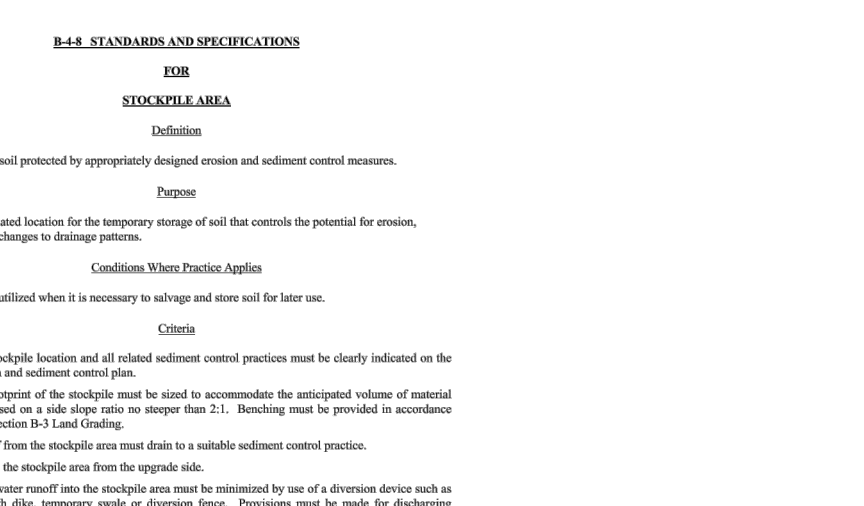 B-4-8 STANDARDS AND SPECIFICATIONS
FOR
STOCKPILE AREA
Definition
soil protected by appropriately designed erosion and sediment control measures.
Purpose
ated location for the temporary storage of soil that controls the potential for erosion,
changes to drainage patterns.
Conditions Where Practice Applies
utilized when it is necessary to salvage and store soil for later use.
Criteria
ockpile location and all related sediment control practices must be clearly indicated on the
and sediment control plan.
otprint of the stockpile must be sized to accommodate the anticipated volume of material
sed on a side slope ratio no steeper than 2:1. Benching must be provided in accordance
ection B-3 Land Grading.
from the stockpile area must drain to a suitable sediment control practice.
the stockpile area from the upgrade side.
water runoff into the stockpile area must be minimized by use of a diversion device such as
dike, temporary swale or diversion fence. Provisions must be made for discharging